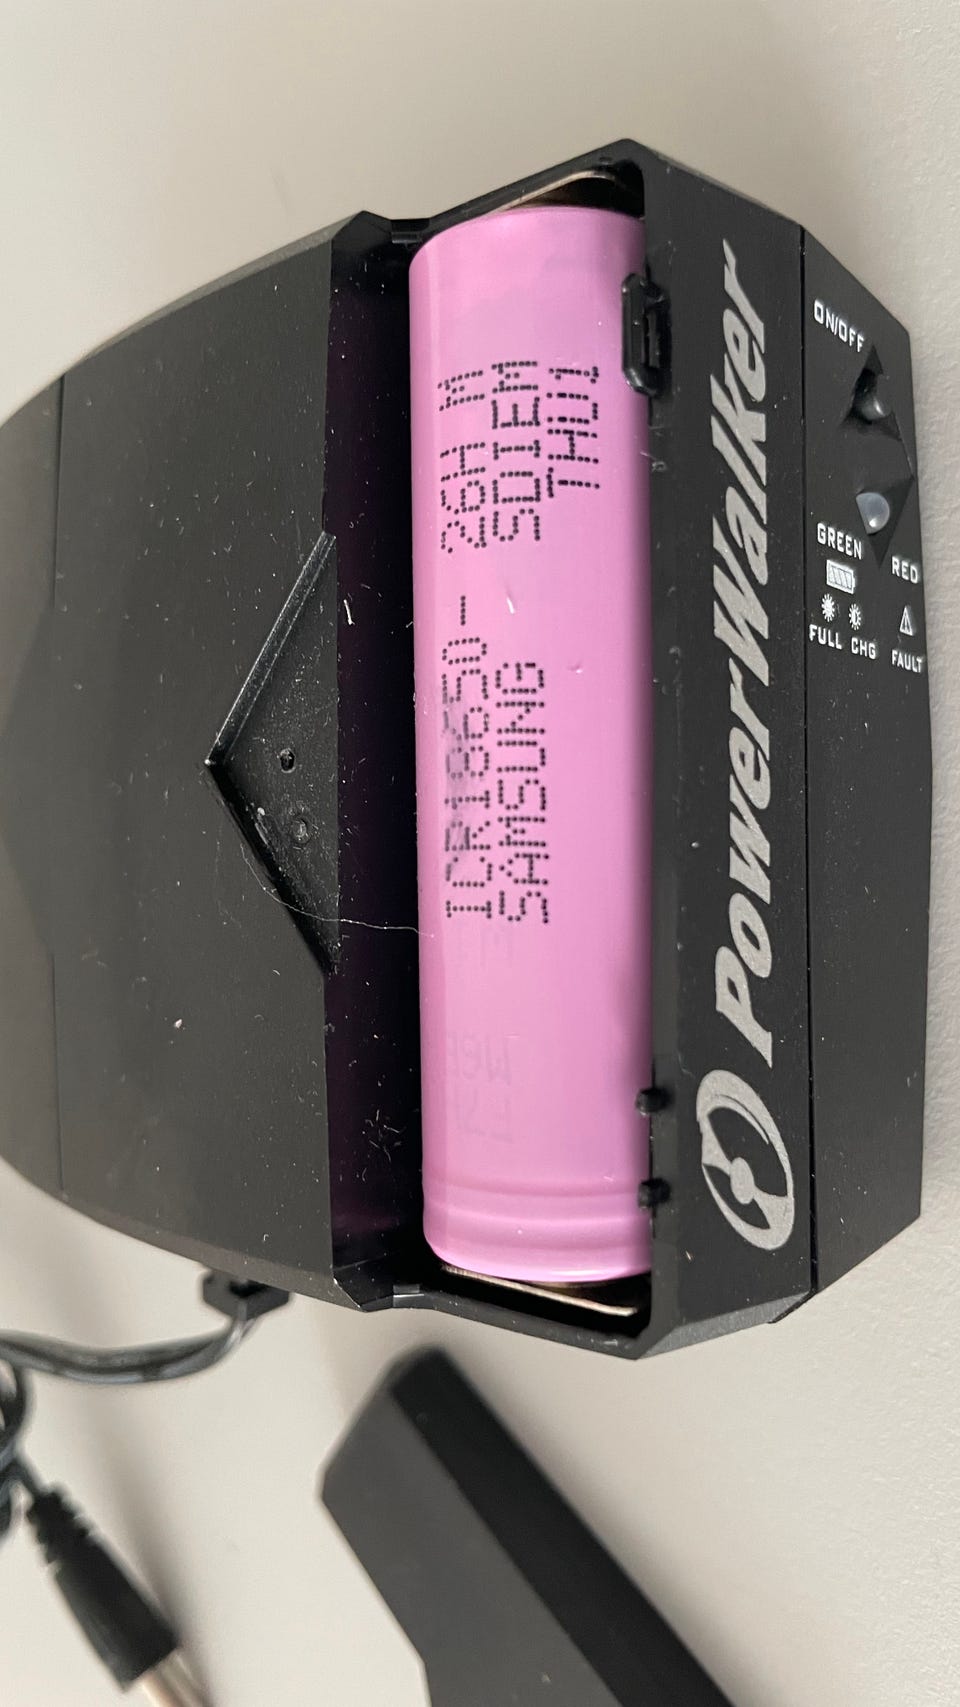 ICR18650-26H M
SAMSUNG SDIEM
THU1
PowerWalker
ON/OFF
GREEN
RED
FULL CHG
FAULT